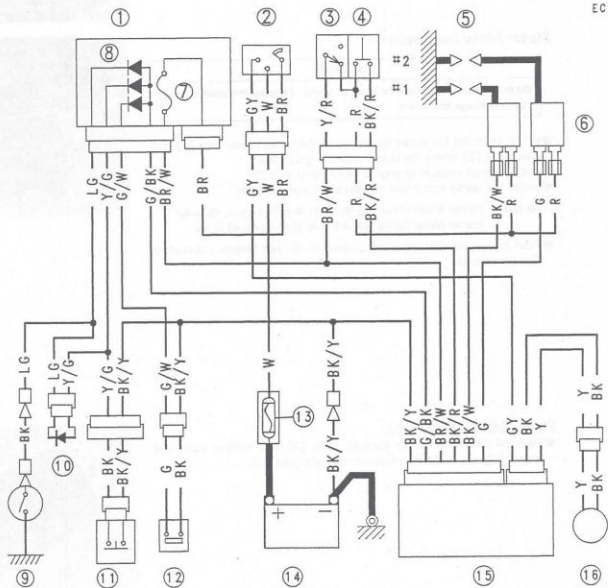 EC
① ② ③ ④ ⑤
⑧ ⑦
#2
#1
⑥
GY W BR
Y/R R BK/R
LG Y/G G/W G/BK BR/W BR
GY W BR
BR/W R BK/R
BK/W R G R
LG
LG Y/G
Y/G BK/Y
G/W BK/Y
W
BK/Y
BK
BK BK/Y
G BK
BK/Y
BK/Y G/BK BR/W BK/R BK/W G GY BK Y
Y BK
Y BK
⑬
⑩
+ −
⑨ ⑪ ⑫ ⑭ ⑮ ⑯